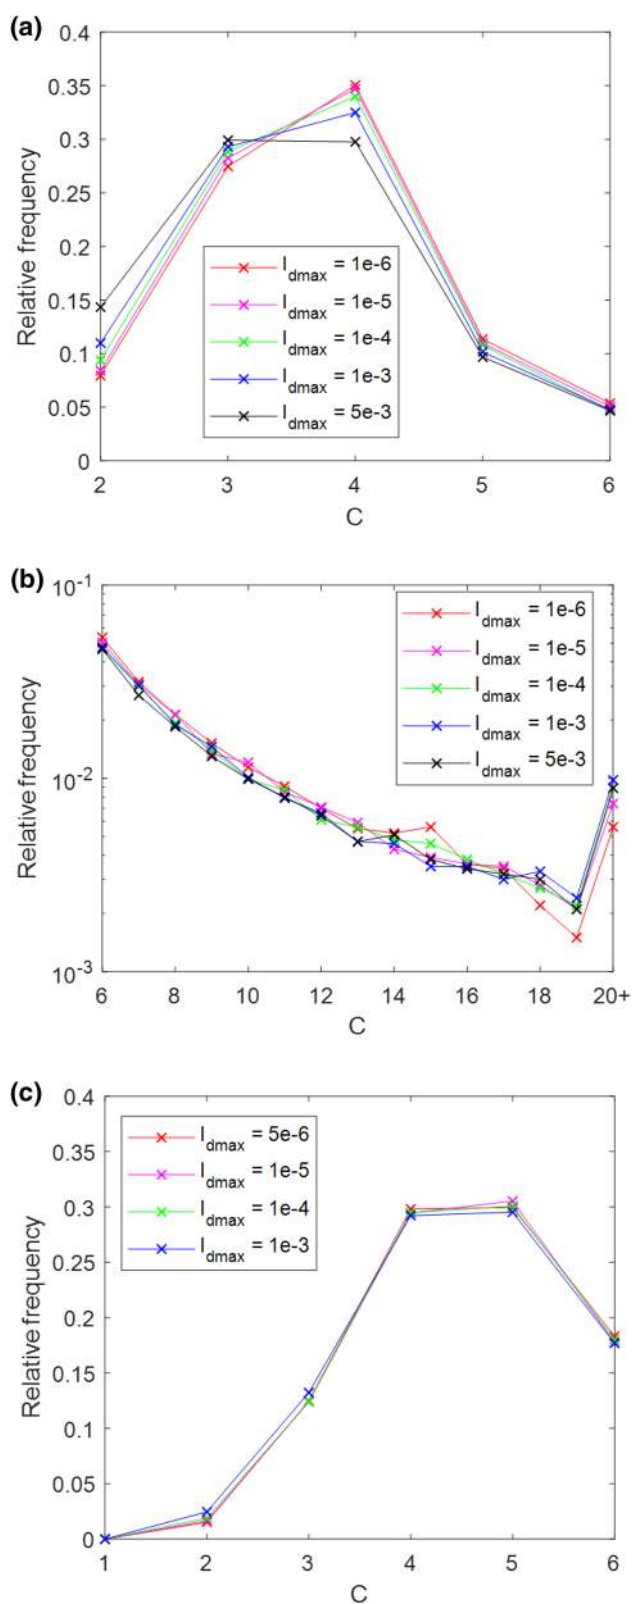 (a)
0.4
0.35
0.3
0.25
0.2
0.15
0.1
0.05
0
Relative frequency
I_dmax = 1e-6
I_dmax = 1e-5
I_dmax = 1e-4
I_dmax = 1e-3
I_dmax = 5e-3
2 3 4 5 6
C
(b)
10^-1
10^-2
10^-3
Relative frequency
I_dmax = 1e-6
I_dmax = 1e-5
I_dmax = 1e-4
I_dmax = 1e-3
I_dmax = 5e-3
6 8 10 12 14 16 18 20+
C
(c)
0.4
0.35
0.3
0.25
0.2
0.15
0.1
0.05
0
Relative frequency
I_dmax = 5e-6
I_dmax = 1e-5
I_dmax = 1e-4
I_dmax = 1e-3
1 2 3 4 5 6
C